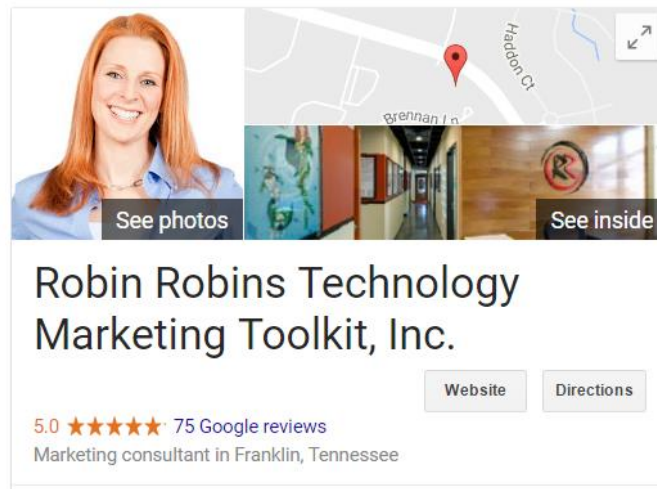 Haddon Ct
Brennan Ln
See photos
See inside
Robin Robins Technology
Marketing Toolkit, Inc.
Website
Directions
5.0
75 Google reviews
Marketing consultant in Franklin, Tennessee